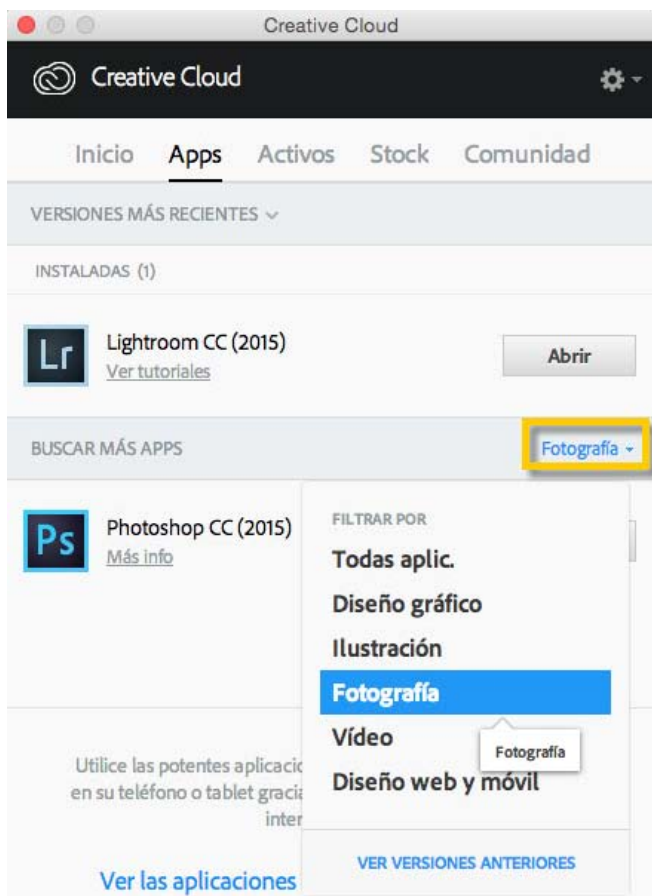 Creative Cloud
Creative Cloud
Inicio Apps Activos Stock Comunidad
VERSIONES MÁS RECIENTES
INSTALADAS (1)
Lr
Lightroom CC (2015)
Ver tutoriales
Abrir
BUSCAR MÁS APPS
Fotografía
Ps
Photoshop CC (2015)
Más info
FILTRAR POR
Todas aplic.
Diseño gráfico
Ilustración
Fotografía
Vídeo
Fotografía
Diseño web y móvil
VER VERSIONES ANTERIORES
Utilice las potentes aplicacio
en su teléfono o tablet gracia
inter
Ver las aplicaciones